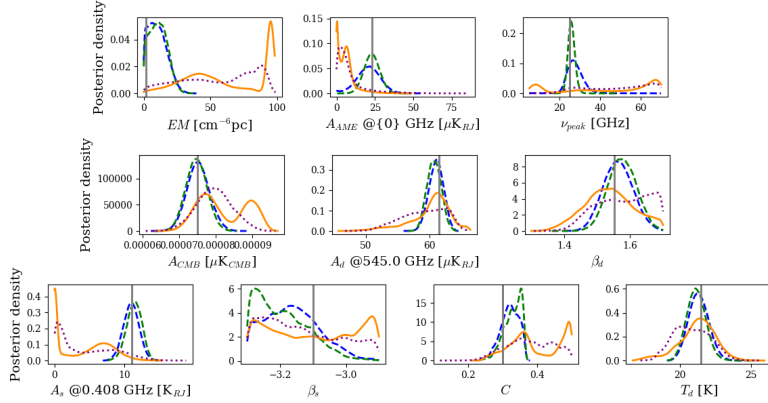 Posterior density
0.00
0.02
0.04
0 50 100
EM [cm⁻⁶pc]
0.00
0.05
0.10
0.15
0 25 50 75
A_AME @{0} GHz [μK_RJ]
0.0
0.1
0.2
20 40 60
ν_peak [GHz]
Posterior density
0
50000
100000
0.00006 0.00007 0.00008 0.00009
A_CMB [μK_CMB]
0.0
0.1
0.2
0.3
50 60
A_d @545.0 GHz [μK_RJ]
0
2
4
6
8
1.4 1.6
β_d
Posterior density
0.0
0.1
0.2
0.3
0.4
0 10
A_s @0.408 GHz [K_RJ]
0
2
4
6
−3.2 −3.0
β_s
0
5
10
15
0.2 0.4
C
0.0
0.2
0.4
0.6
20 25
T_d [K]